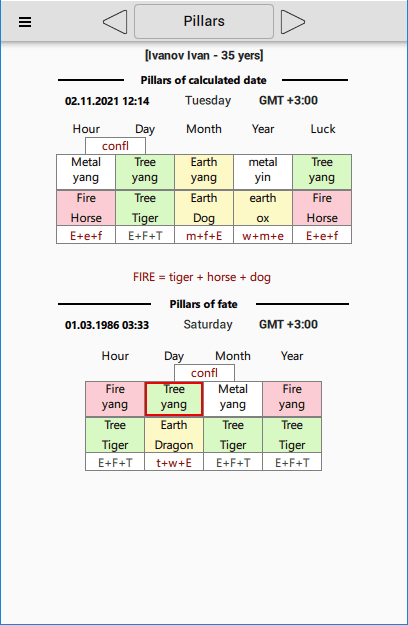 Pillars
[Ivanov Ivan - 35 yers]
Pillars of calculated date
02.11.2021 12:14 Tuesday GMT +3:00
Hour Day Month Year Luck
confl
Metal Tree Earth metal Tree
yang yang yang yin yang
Fire Tree Earth earth Fire
Horse Tiger Dog ox Horse
E+e+f E+F+T m+f+E w+m+e E+e+f
FIRE = tiger + horse + dog
Pillars of fate
01.03.1986 03:33 Saturday GMT +3:00
Hour Day Month Year
confl
Fire Tree Metal Fire
yang yang yang yang
Tree Earth Tree Tree
Tiger Dragon Tiger Tiger
E+F+T t+w+E E+F+T E+F+T